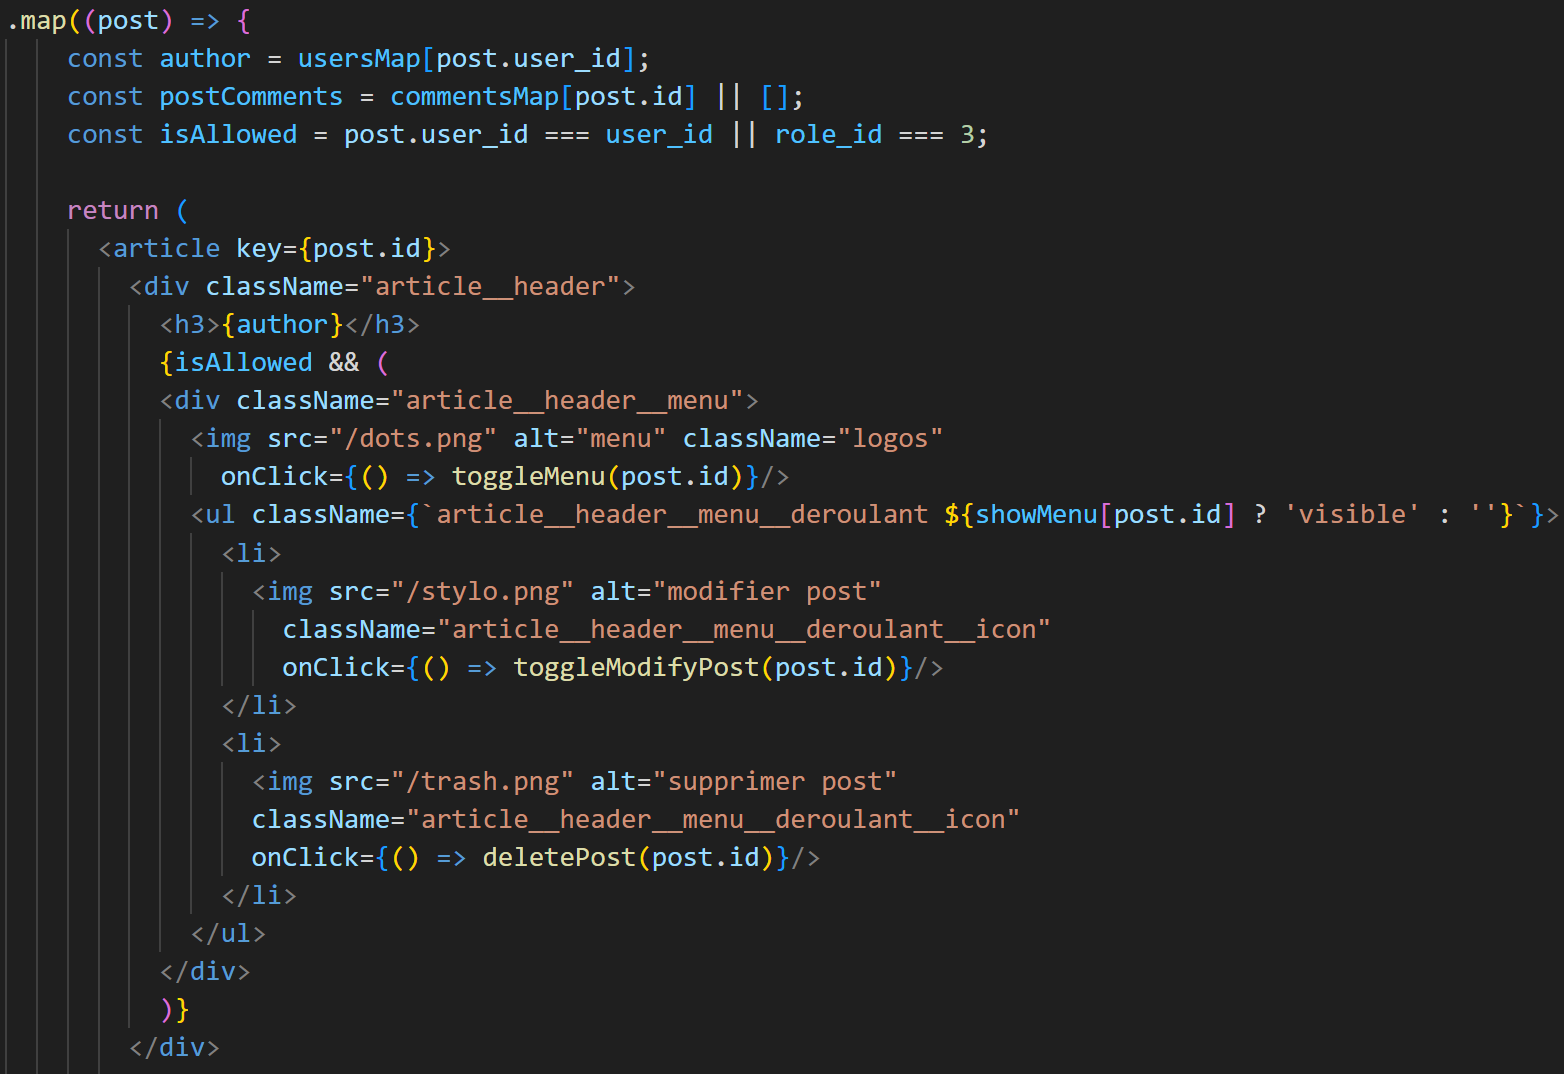 .map((post) => {
const author = usersMap[post.user_id];
const postComments = commentsMap[post.id] || [];
const isAllowed = post.user_id === user_id || role_id === 3;
return (
<article key={post.id}>
<div className="article__header">
<h3>{author}</h3>
{isAllowed && (
<div className="article__header__menu">
<img src="/dots.png" alt="menu" className="logos"
onClick={() => toggleMenu(post.id)}/>
<ul className={`article__header__menu__deroulant ${showMenu[post.id] ? 'visible' : ''}`}>
<li>
<img src="/stylo.png" alt="modifier post"
className="article__header__menu__deroulant__icon"
onClick={() => toggleModifyPost(post.id)}/>
</li>
<li>
<img src="/trash.png" alt="supprimer post"
className="article__header__menu__deroulant__icon"
onClick={() => deletePost(post.id)}/>
</li>
</ul>
</div>
)}
</div>